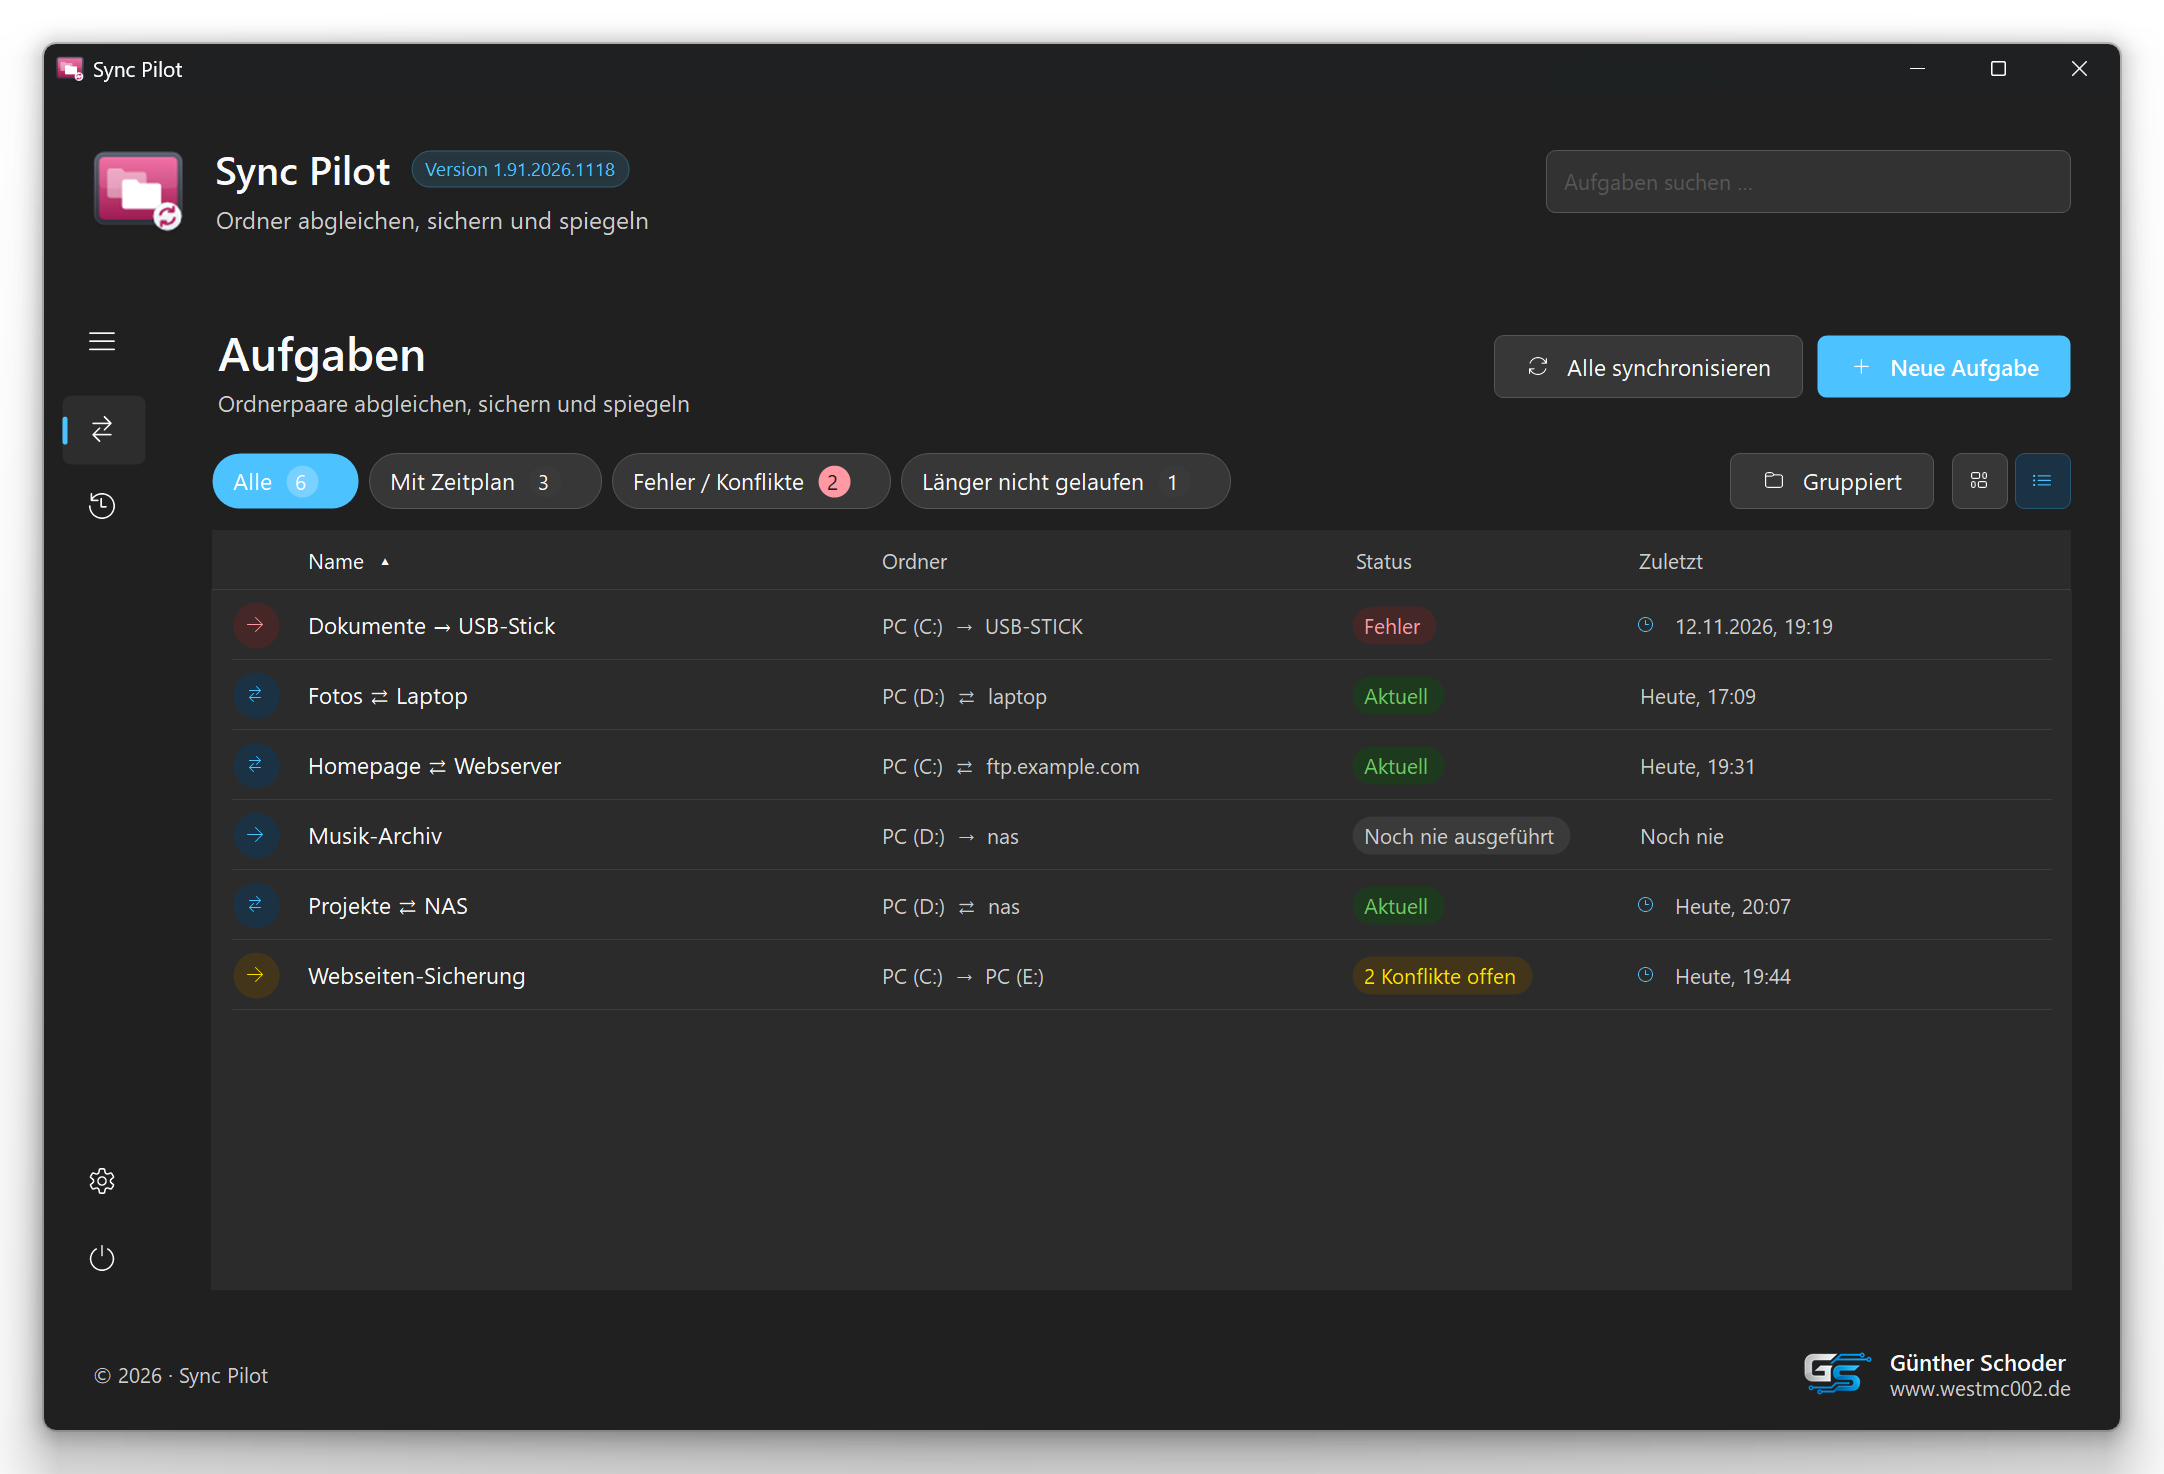 Sync Pilot
Sync Pilot Version 1.91.2026.1118
Ordner abgleichen, sichern und spiegeln
Aufgaben suchen ...
Aufgaben
Ordnerpaare abgleichen, sichern und spiegeln
Alle synchronisieren
+ Neue Aufgabe
Alle 6 Mit Zeitplan 3 Fehler / Konflikte 2 Länger nicht gelaufen 1 Gruppiert
Name ▲ Ordner Status Zuletzt
→ Dokumente → USB-Stick PC (C:) → USB-STICK Fehler 12.11.2026, 19:19
⇄ Fotos ⇄ Laptop PC (D:) ⇄ laptop Aktuell Heute, 17:09
⇄ Homepage ⇄ Webserver PC (C:) ⇄ ftp.example.com Aktuell Heute, 19:31
→ Musik-Archiv PC (D:) → nas Noch nie ausgeführt Noch nie
⇄ Projekte ⇄ NAS PC (D:) ⇄ nas Aktuell Heute, 20:07
→ Webseiten-Sicherung PC (C:) → PC (E:) 2 Konflikte offen Heute, 19:44
© 2026 · Sync Pilot
GS
Günther Schoder
www.westmc002.de